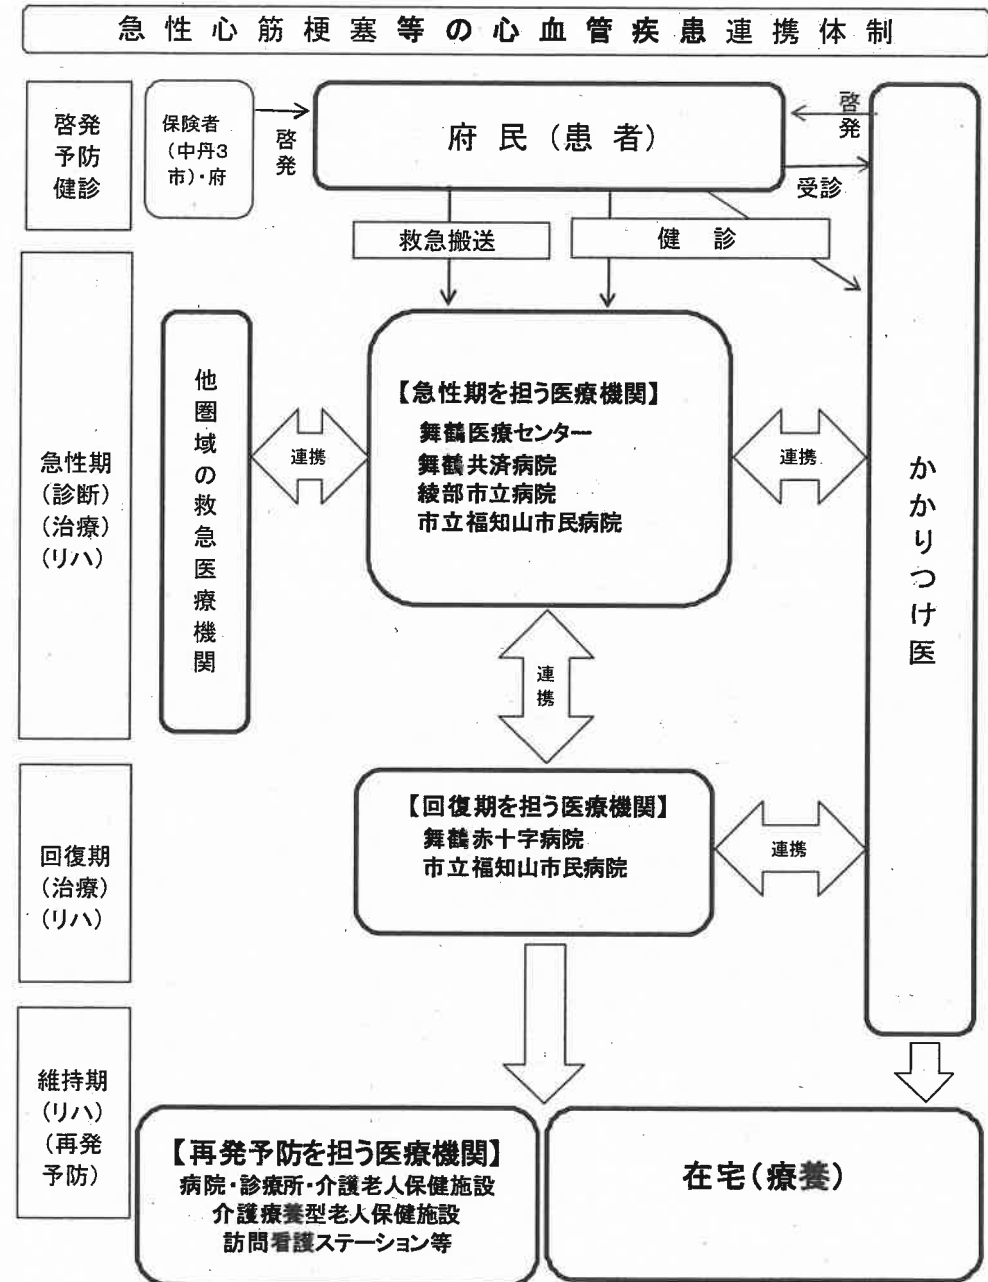 急性心筋梗塞等の心血管疾患連携体制
啓発
予防
健診
保険者
(中丹3
市)・府
啓発
府民(患者)
啓発
受診
救急搬送
健診
急性期
(診断)
(治療)
(リハ)
他圏域の救急医療機関
連携
【急性期を担う医療機関】
舞鶴医療センター
舞鶴共済病院
綾部市立病院
市立福知山市民病院
連携
かかりつけ医
連携
回復期
(治療)
(リハ)
【回復期を担う医療機関】
舞鶴赤十字病院
市立福知山市民病院
連携
維持期
(リハ)
(再発
予防)
【再発予防を担う医療機関】
病院・診療所・介護老人保健施設
介護療養型老人保健施設
訪問看護ステーション等
在宅(療養)